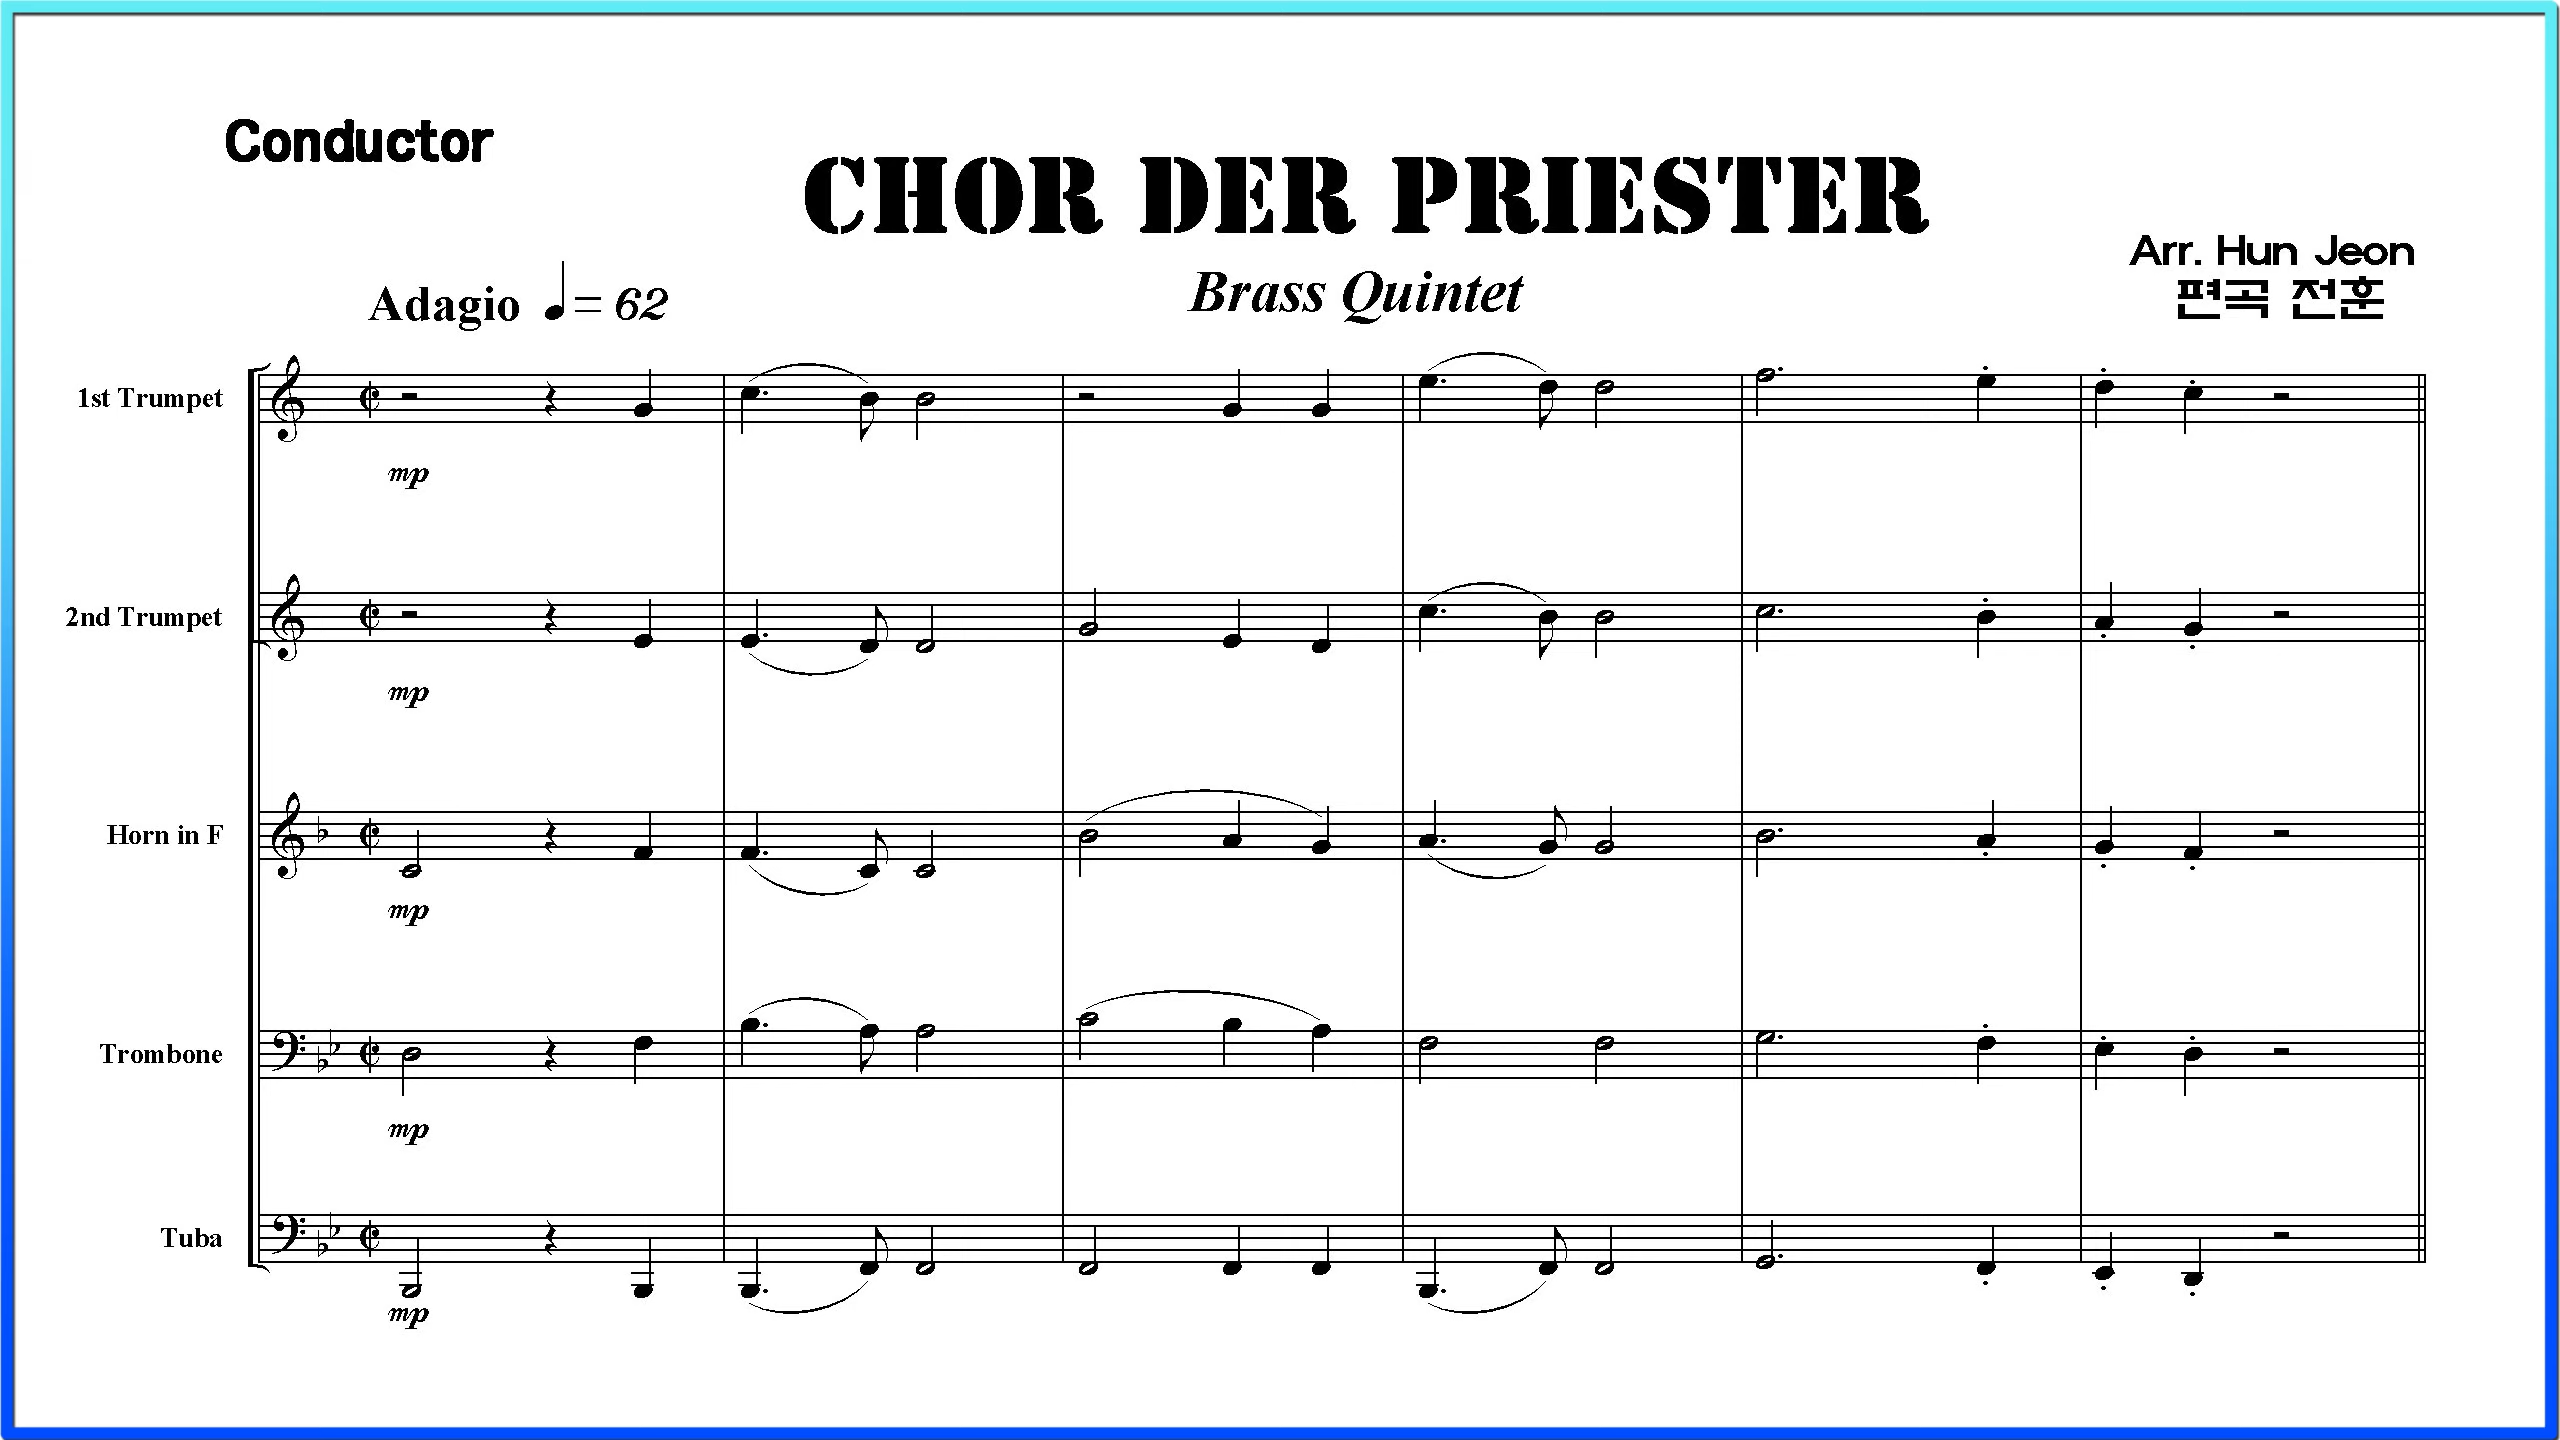 Conductor
CHOR DER PRIESTER
Arr. Hun Jeon
편곡 전훈
Brass Quintet
Adagio ♩= 62
1st Trumpet
mp
2nd Trumpet
mp
Horn in F
mp
Trombone
mp
Tuba
mp